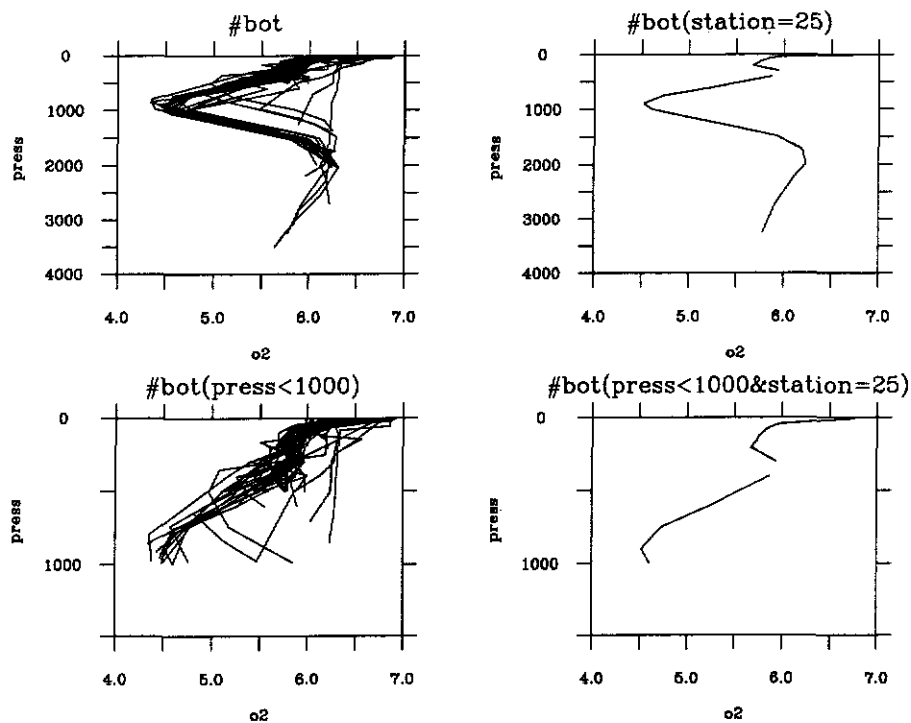 #bot
0
1000
2000
3000
4000
press
4.0 5.0 6.0 7.0
o2
#bot(station=25)
0
1000
2000
3000
4000
press
4.0 5.0 6.0 7.0
o2
#bot(press<1000)
0
1000
press
4.0 5.0 6.0 7.0
o2
#bot(press<1000&station=25)
0
1000
press
4.0 5.0 6.0 7.0
o2